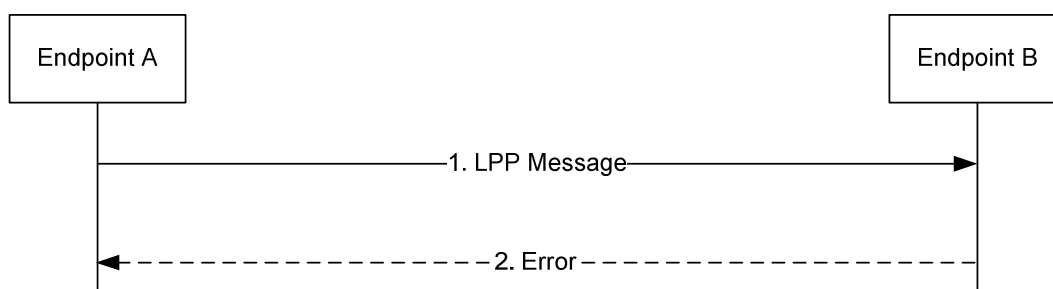 Endpoint A
Endpoint B
1. LPP Message
2. Error